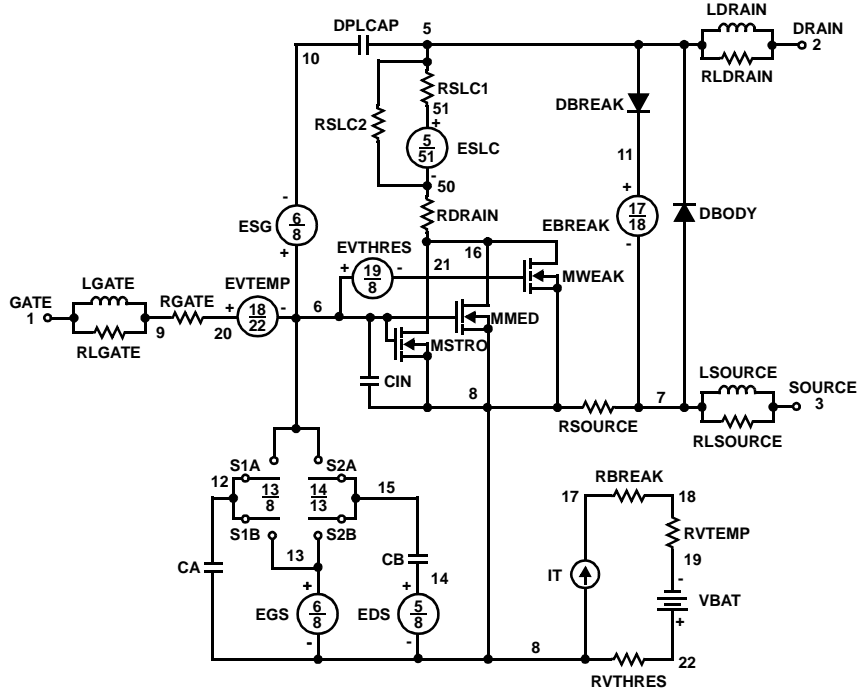 LDRAIN
DPLCAP 5 DRAIN
2
10
RLDRAIN
RSLC1
51
DBREAK
RSLC2
+
5
51
ESLC
-
11
50
-
+
17
18
DBODY
ESG
6
8
RDRAIN
EBREAK
+
-
EVTHRES
16
21
+
19
8
-
MWEAK
LGATE
EVTEMP
GATE
1
RGATE
+
18
22
-
6
MMED
9
20
MSTRO
RLGATE
LSOURCE
CIN
8
7
SOURCE
3
RSOURCE
RLSOURCE
S1A
S2A
12
13
8
14
13
15
RBREAK
17
18
S1B
S2B
RVTEMP
13
CB
19
CA
14
IT
-
+
+
VBAT
EGS
6
8
EDS
5
8
+
-
-
8
22
RVTHRES